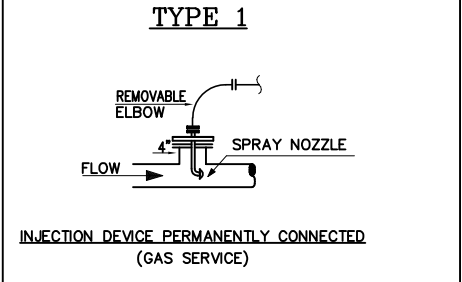 TYPE 1
REMOVABLE
ELBOW
4"
SPRAY NOZZLE
FLOW
INJECTION DEVICE PERMANENTLY CONNECTED
(GAS SERVICE)